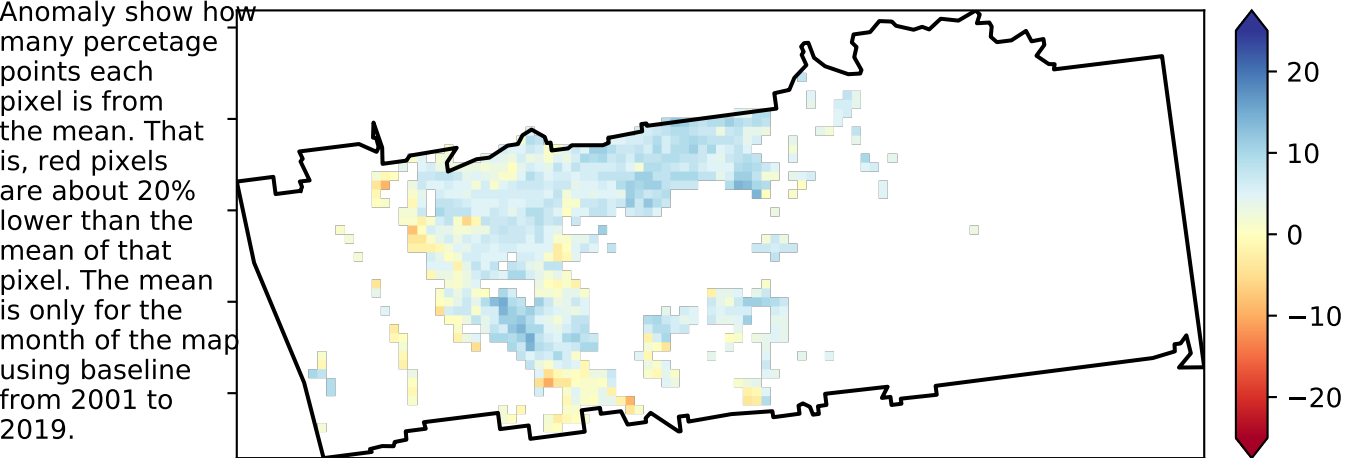 Anomaly show how
many percetage
points each
pixel is from
the mean. That
is, red pixels
are about 20%
lower than the
mean of that
pixel. The mean
is only for the
month of the map
using baseline
from 2001 to
2019.
20
10
0
−10
−20